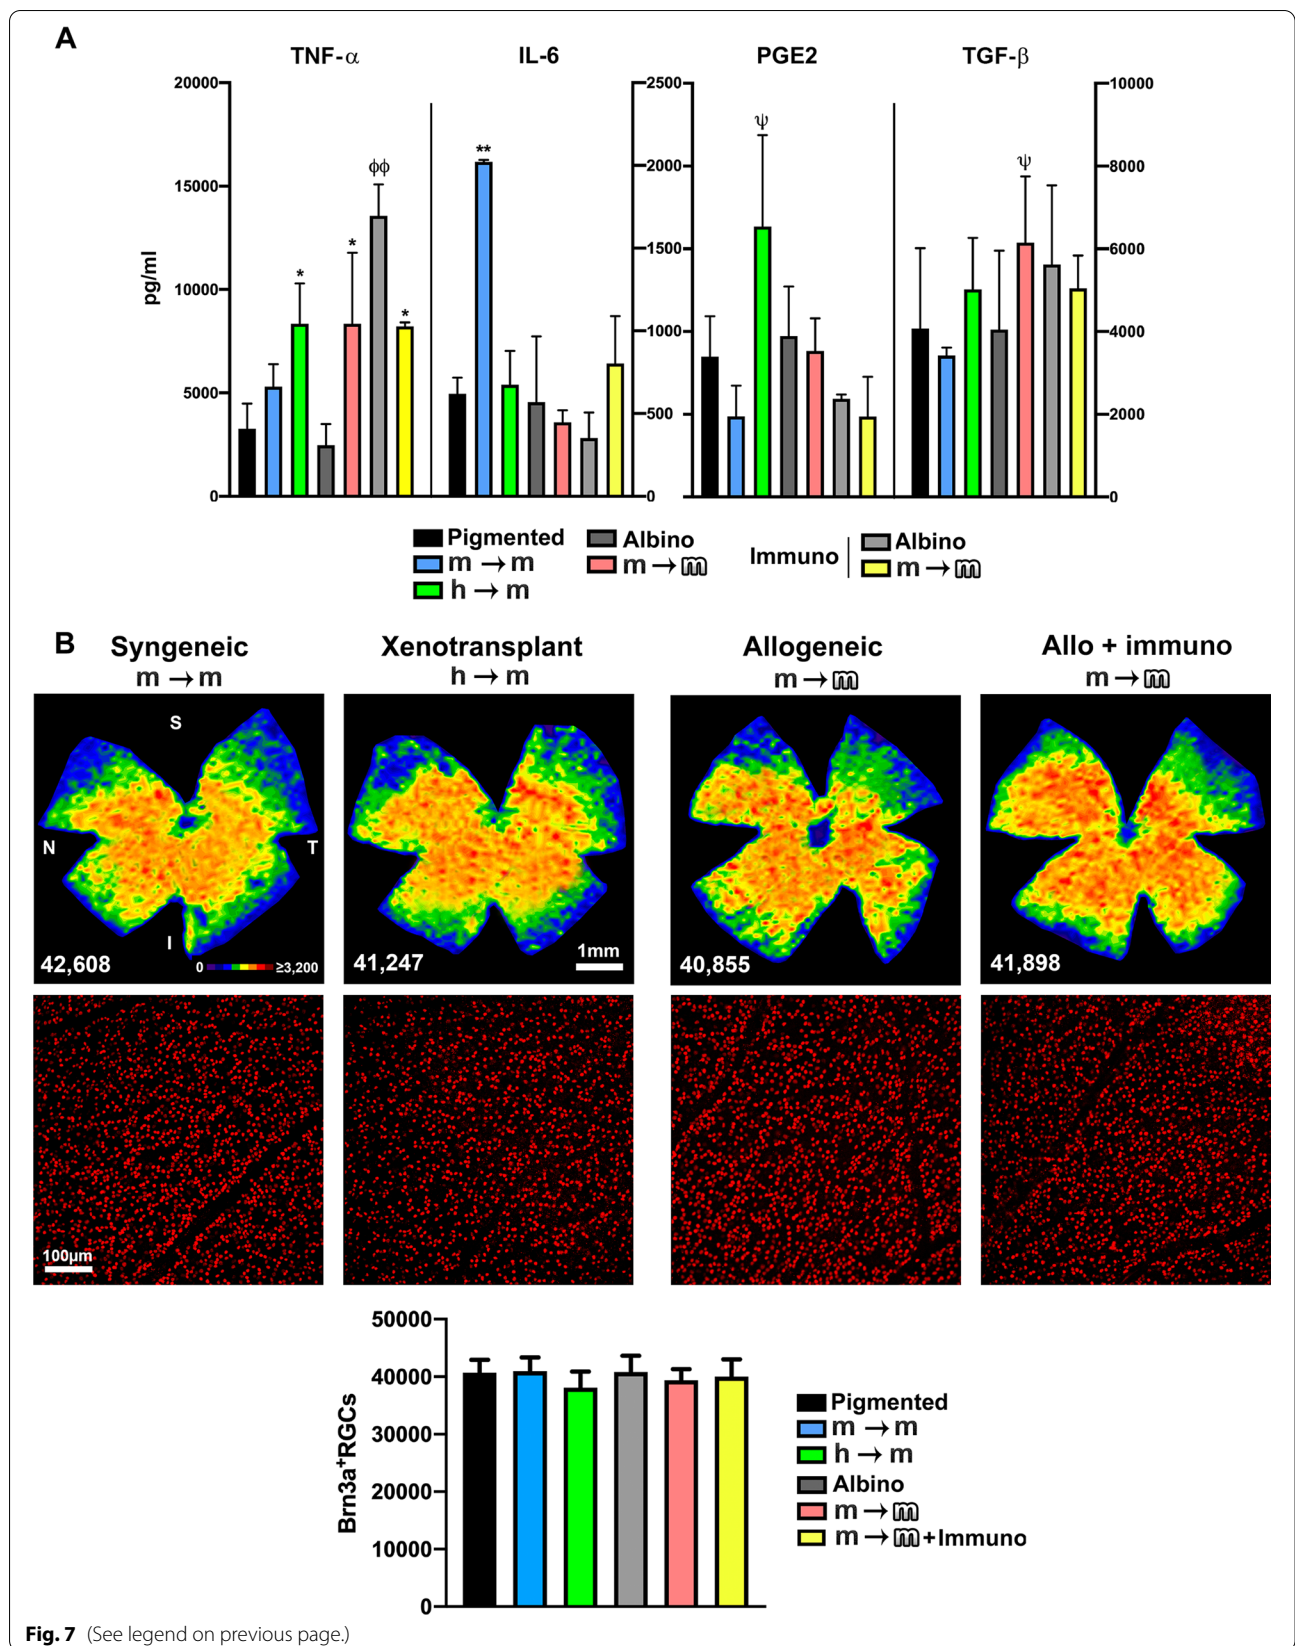 A
TNF-α IL-6 PGE2 TGF-β
pg/ml
20000
15000
10000
5000
0
2500
2000
1500
1000
500
0
10000
8000
6000
4000
2000
0
* * ϕϕ *
**
ψ
ψ
Pigmented
m → m
h → m
Albino
m → 𝕞
Immuno
Albino
m → 𝕞
B
Syngeneic Xenotransplant Allogeneic Allo + immuno
m → m h → m m → 𝕞 m → 𝕞
S
N T
I
42,608 0 ≥3,200
41,247 1mm
40,855
41,898
100μm
Brn3a+RGCs
50000
40000
30000
20000
10000
0
Pigmented
m → m
h → m
Albino
m → 𝕞
m → 𝕞 + Immuno
Fig. 7 (See legend on previous page.)